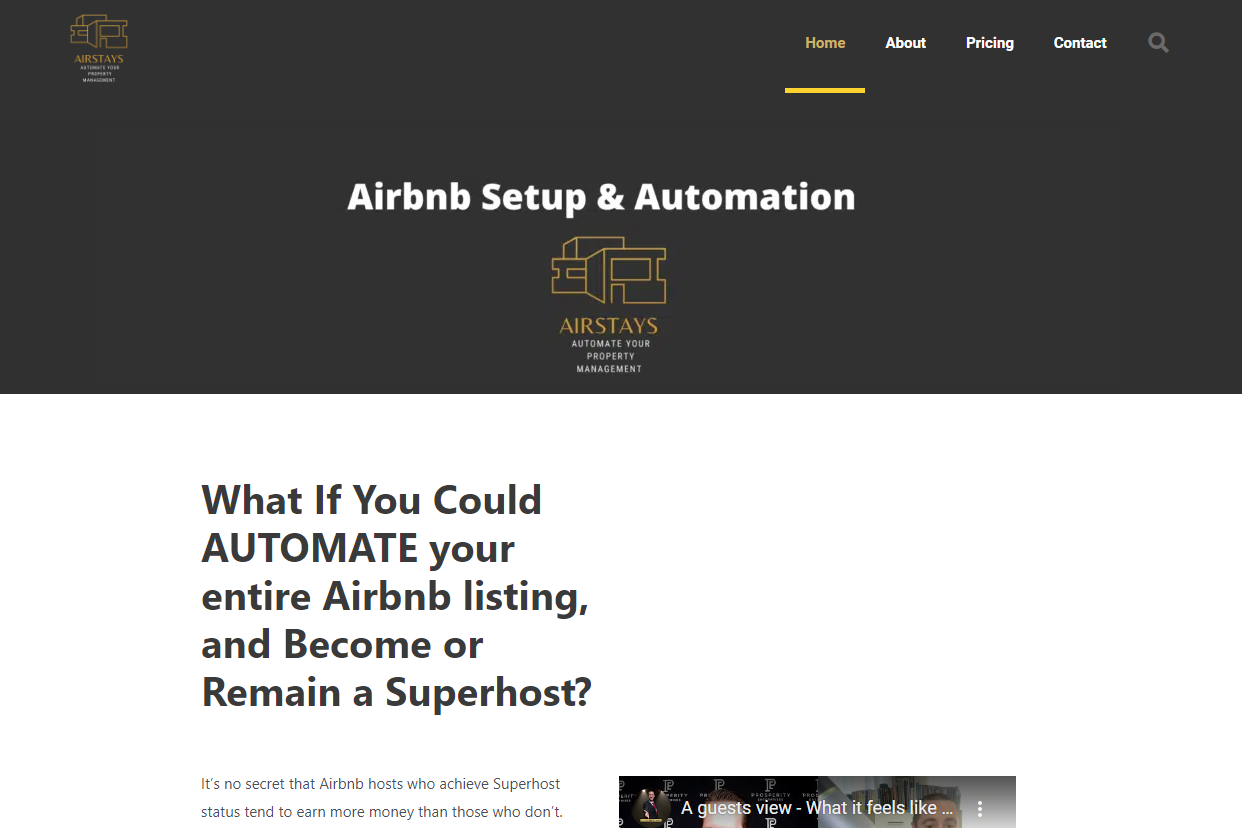 AIRSTAYS
AUTOMATE YOUR
PROPERTY
MANAGEMENT
Home
About
Pricing
Contact
Airbnb Setup & Automation
AIRSTAYS
AUTOMATE YOUR
PROPERTY
MANAGEMENT
What If You Could
AUTOMATE your
entire Airbnb listing,
and Become or
Remain a Superhost?
It's no secret that Airbnb hosts who achieve Superhost
status tend to earn more money than those who don't.
A guests view - What it feels like ...
PROSPERITY
PROSPERITY